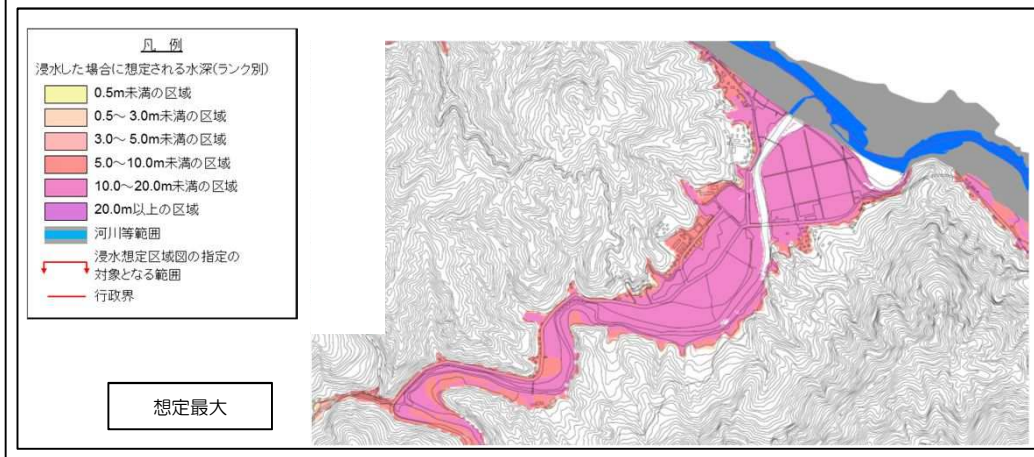 凡 例
浸水した場合に想定される水深(ランク別)
0.5m未満の区域
0.5～3.0m未満の区域
3.0～5.0m未満の区域
5.0～10.0m未満の区域
10.0～20.0m未満の区域
20.0m以上の区域
河川等範囲
浸水想定区域図の指定の
対象となる範囲
行政界
想定最大